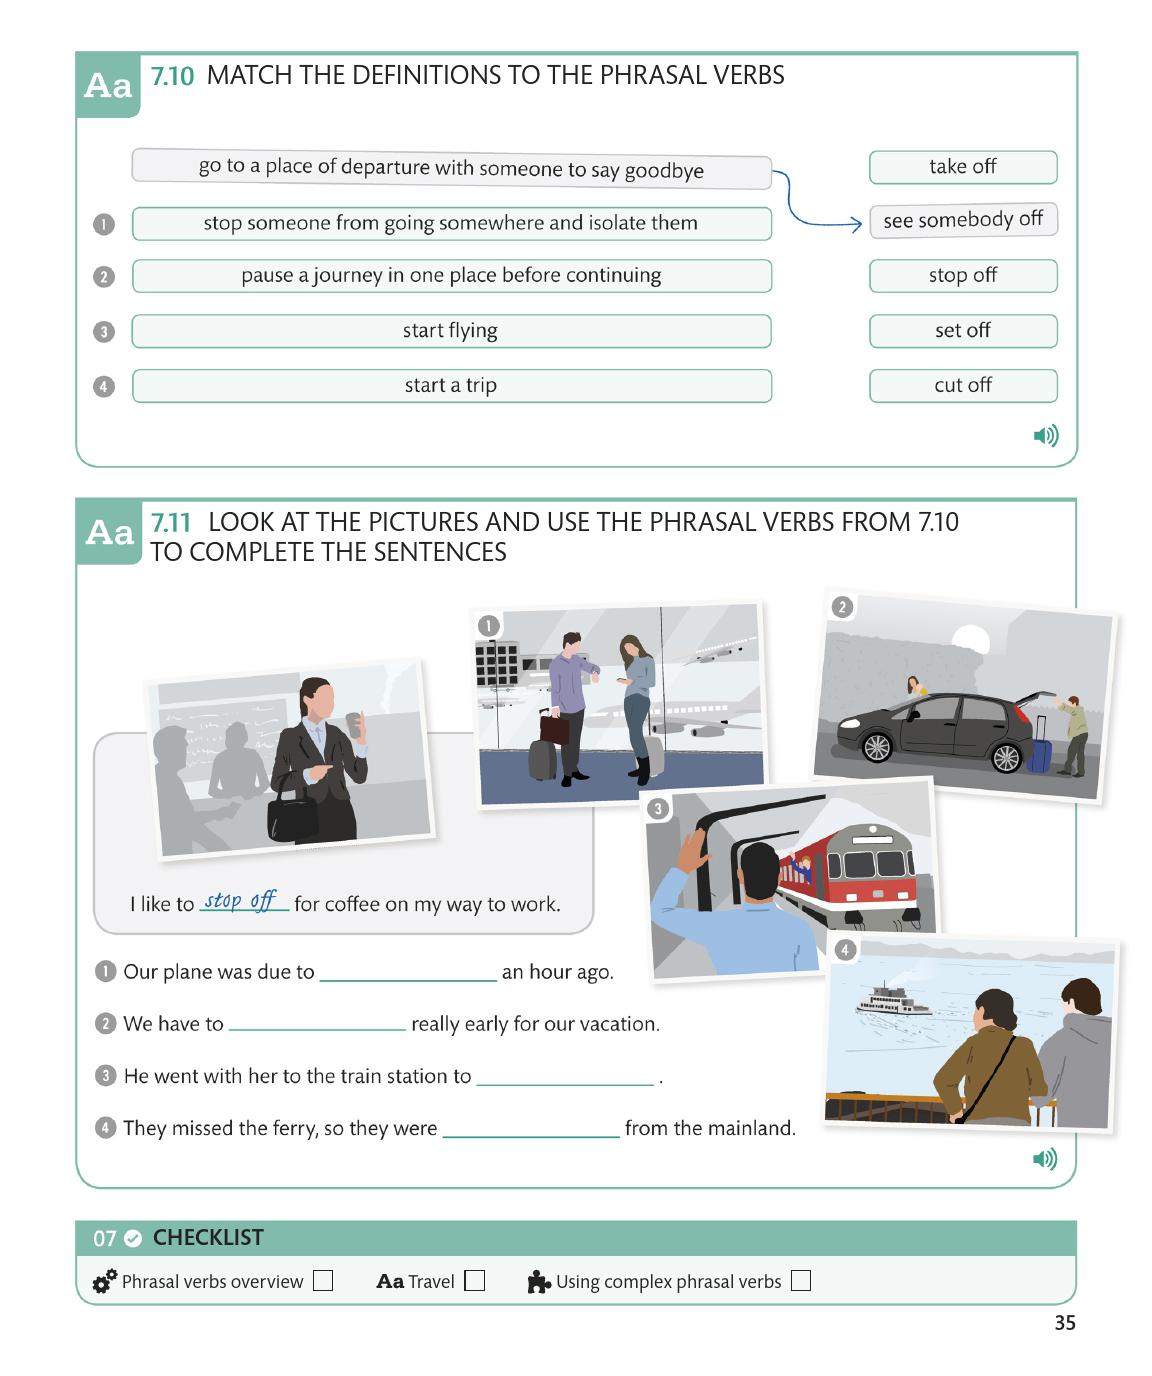 Aa 7.10 MATCH THE DEFINITIONS TO THE PHRASAL VERBS
go to a place of departure with someone to say goodbye
take off
1 stop someone from going somewhere and isolate them
see somebody off
2 pause a journey in one place before continuing
stop off
3 start flying
set off
4 start a trip
cut off
Aa 7.11 LOOK AT THE PICTURES AND USE THE PHRASAL VERBS FROM 7.10
TO COMPLETE THE SENTENCES
1
2
3
4
I like to stop off for coffee on my way to work.
1 Our plane was due to ________ an hour ago.
2 We have to ________ really early for our vacation.
3 He went with her to the train station to ________ .
4 They missed the ferry, so they were ________ from the mainland.
07 CHECKLIST
Phrasal verbs overview Aa Travel Using complex phrasal verbs
35